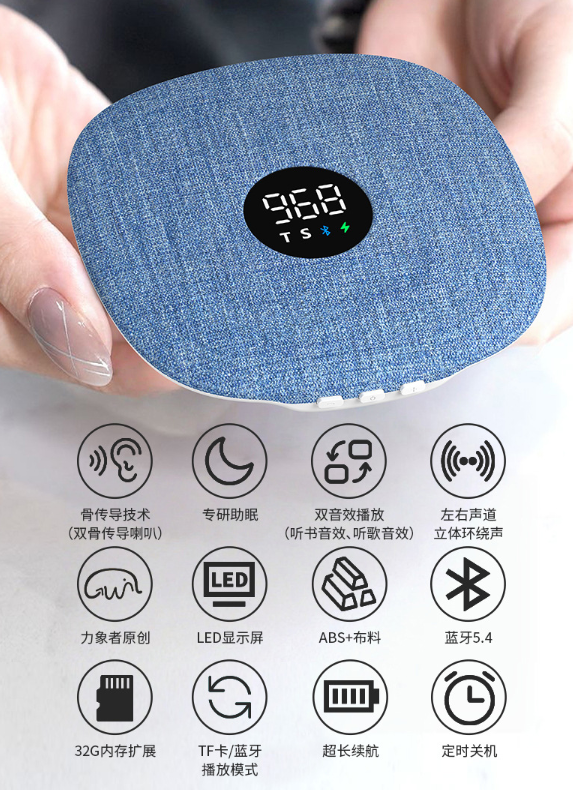 968
T S
骨传导技术
(双骨传导喇叭)
专研助眠
双音效播放
(听书音效、听歌音效)
左右声道
立体环绕声
力象者原创
LED
LED显示屏
ABS+布料
蓝牙5.4
32G内存扩展
TF卡/蓝牙
播放模式
超长续航
定时关机